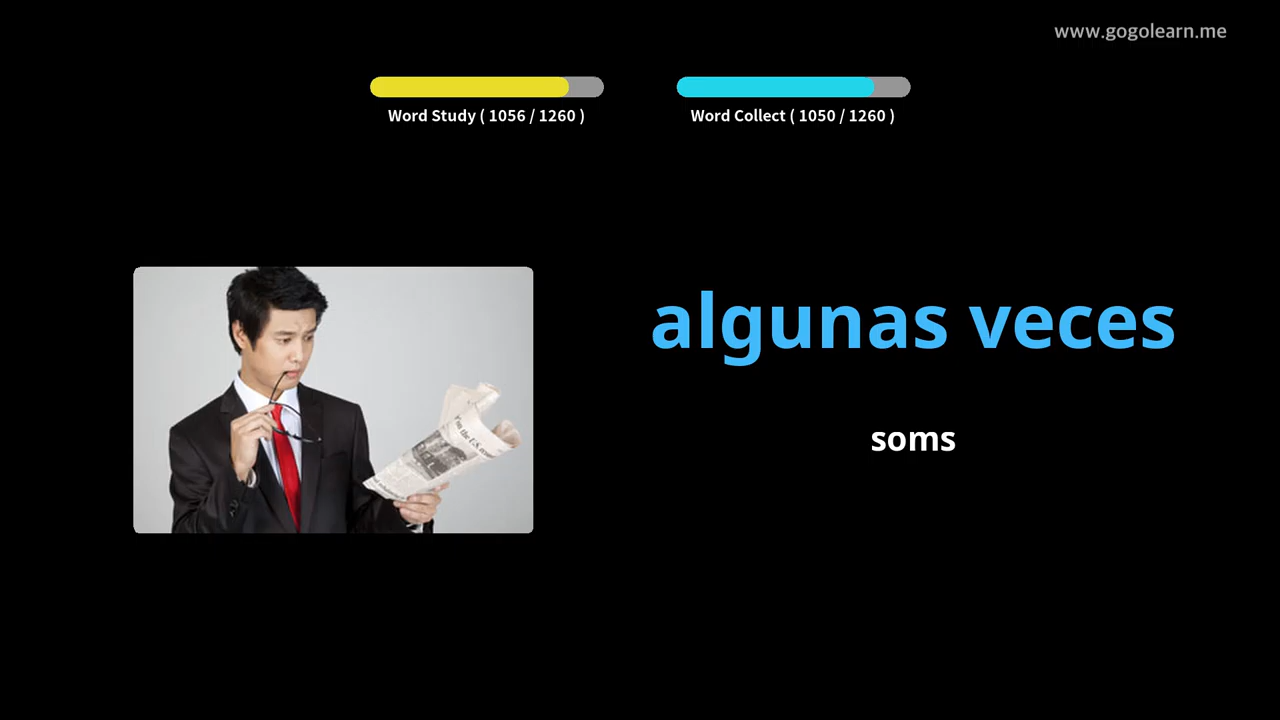 www.gogolearn.me
Word Study ( 1056 / 1260 )
Word Collect ( 1050 / 1260 )
algunas veces
soms